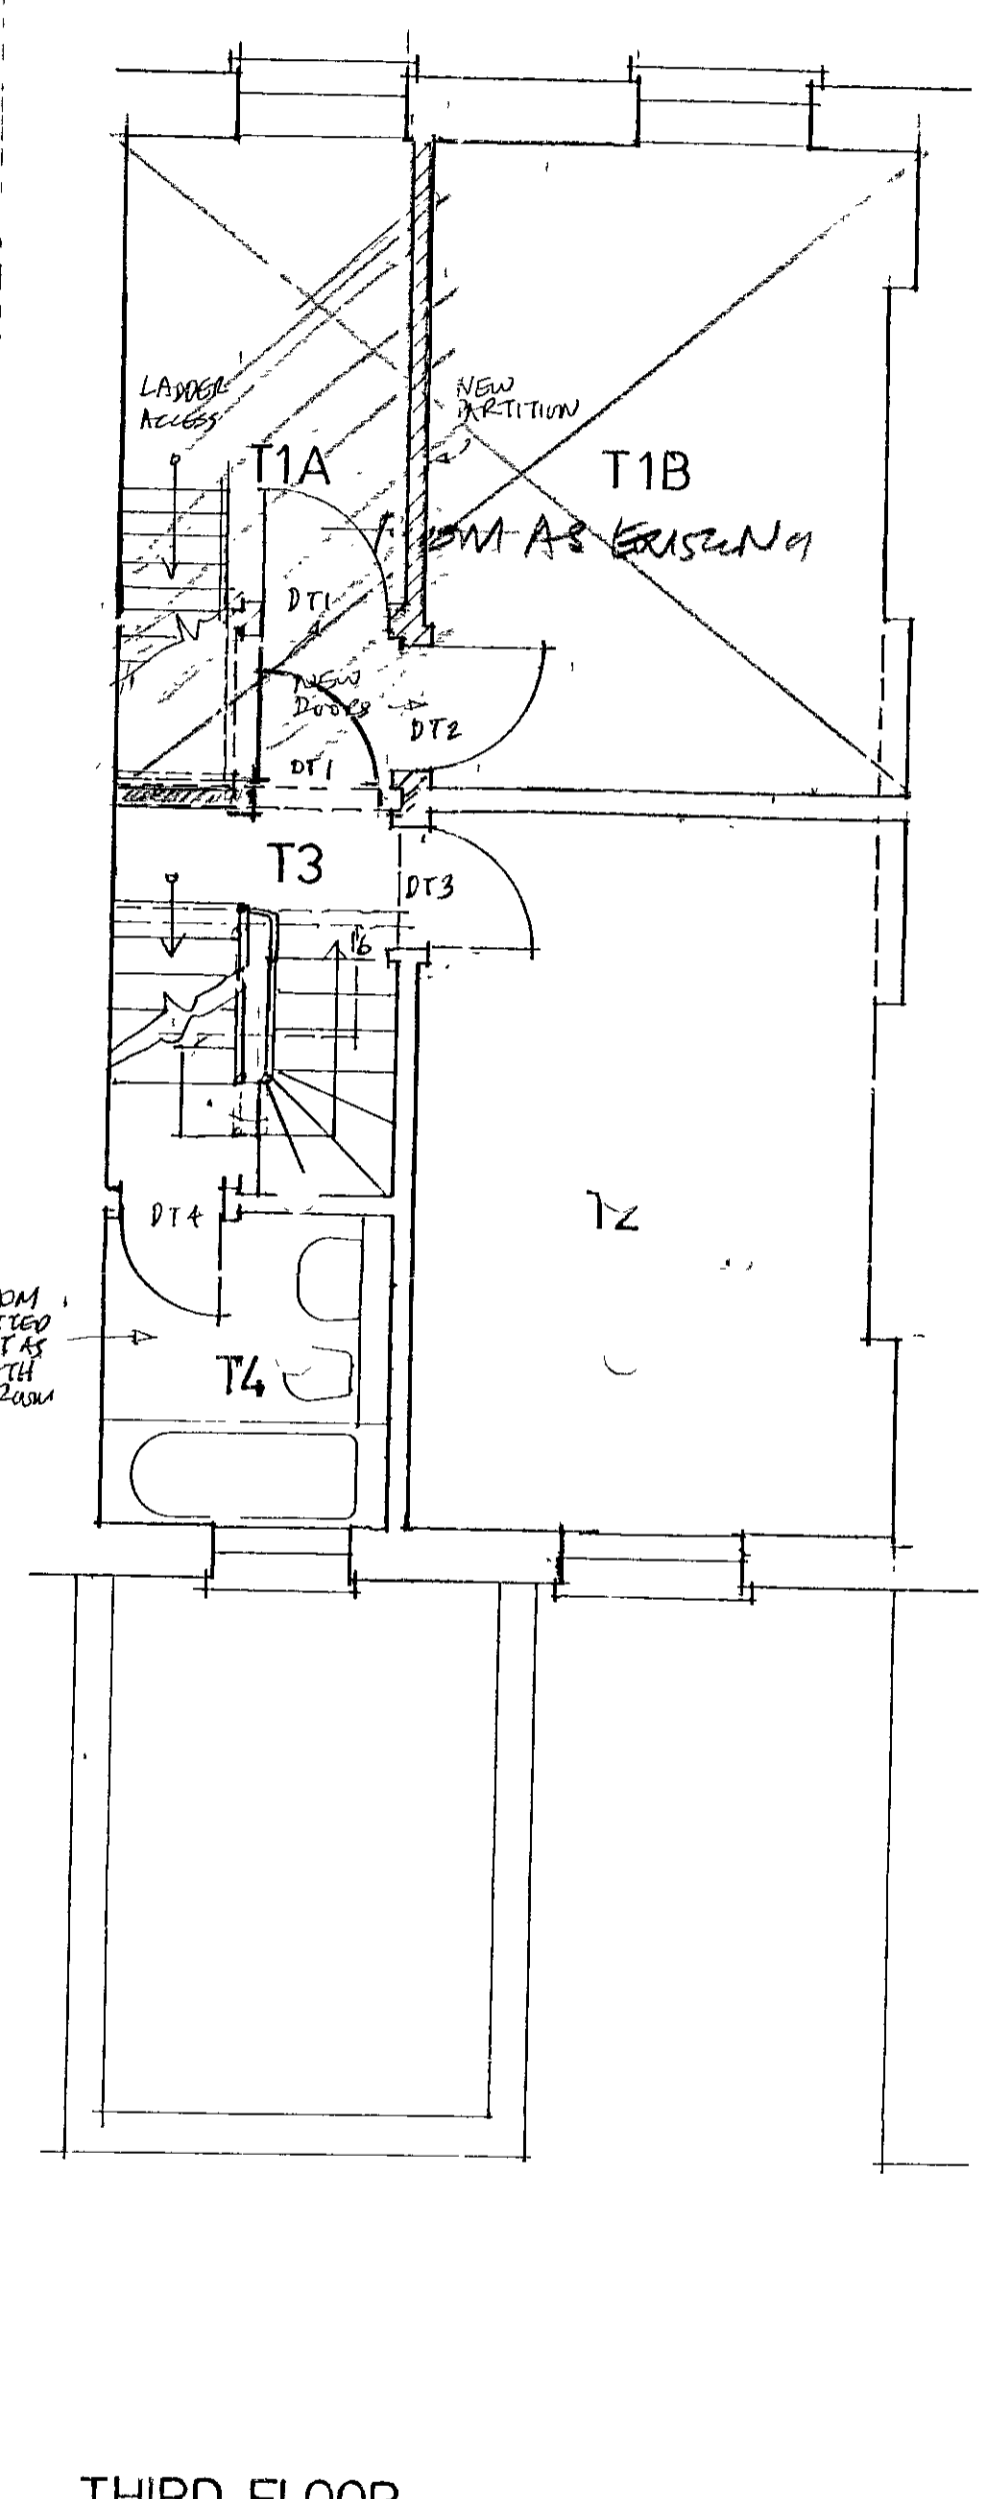 LADDER
ACCESS
NEW
PARTITION
T1A
T1B
AS EXISTING
DT1
NEW
DOORS
DT2
DT1
T3
DT3
16
DT4
T2
T4
THIRD FLOOR